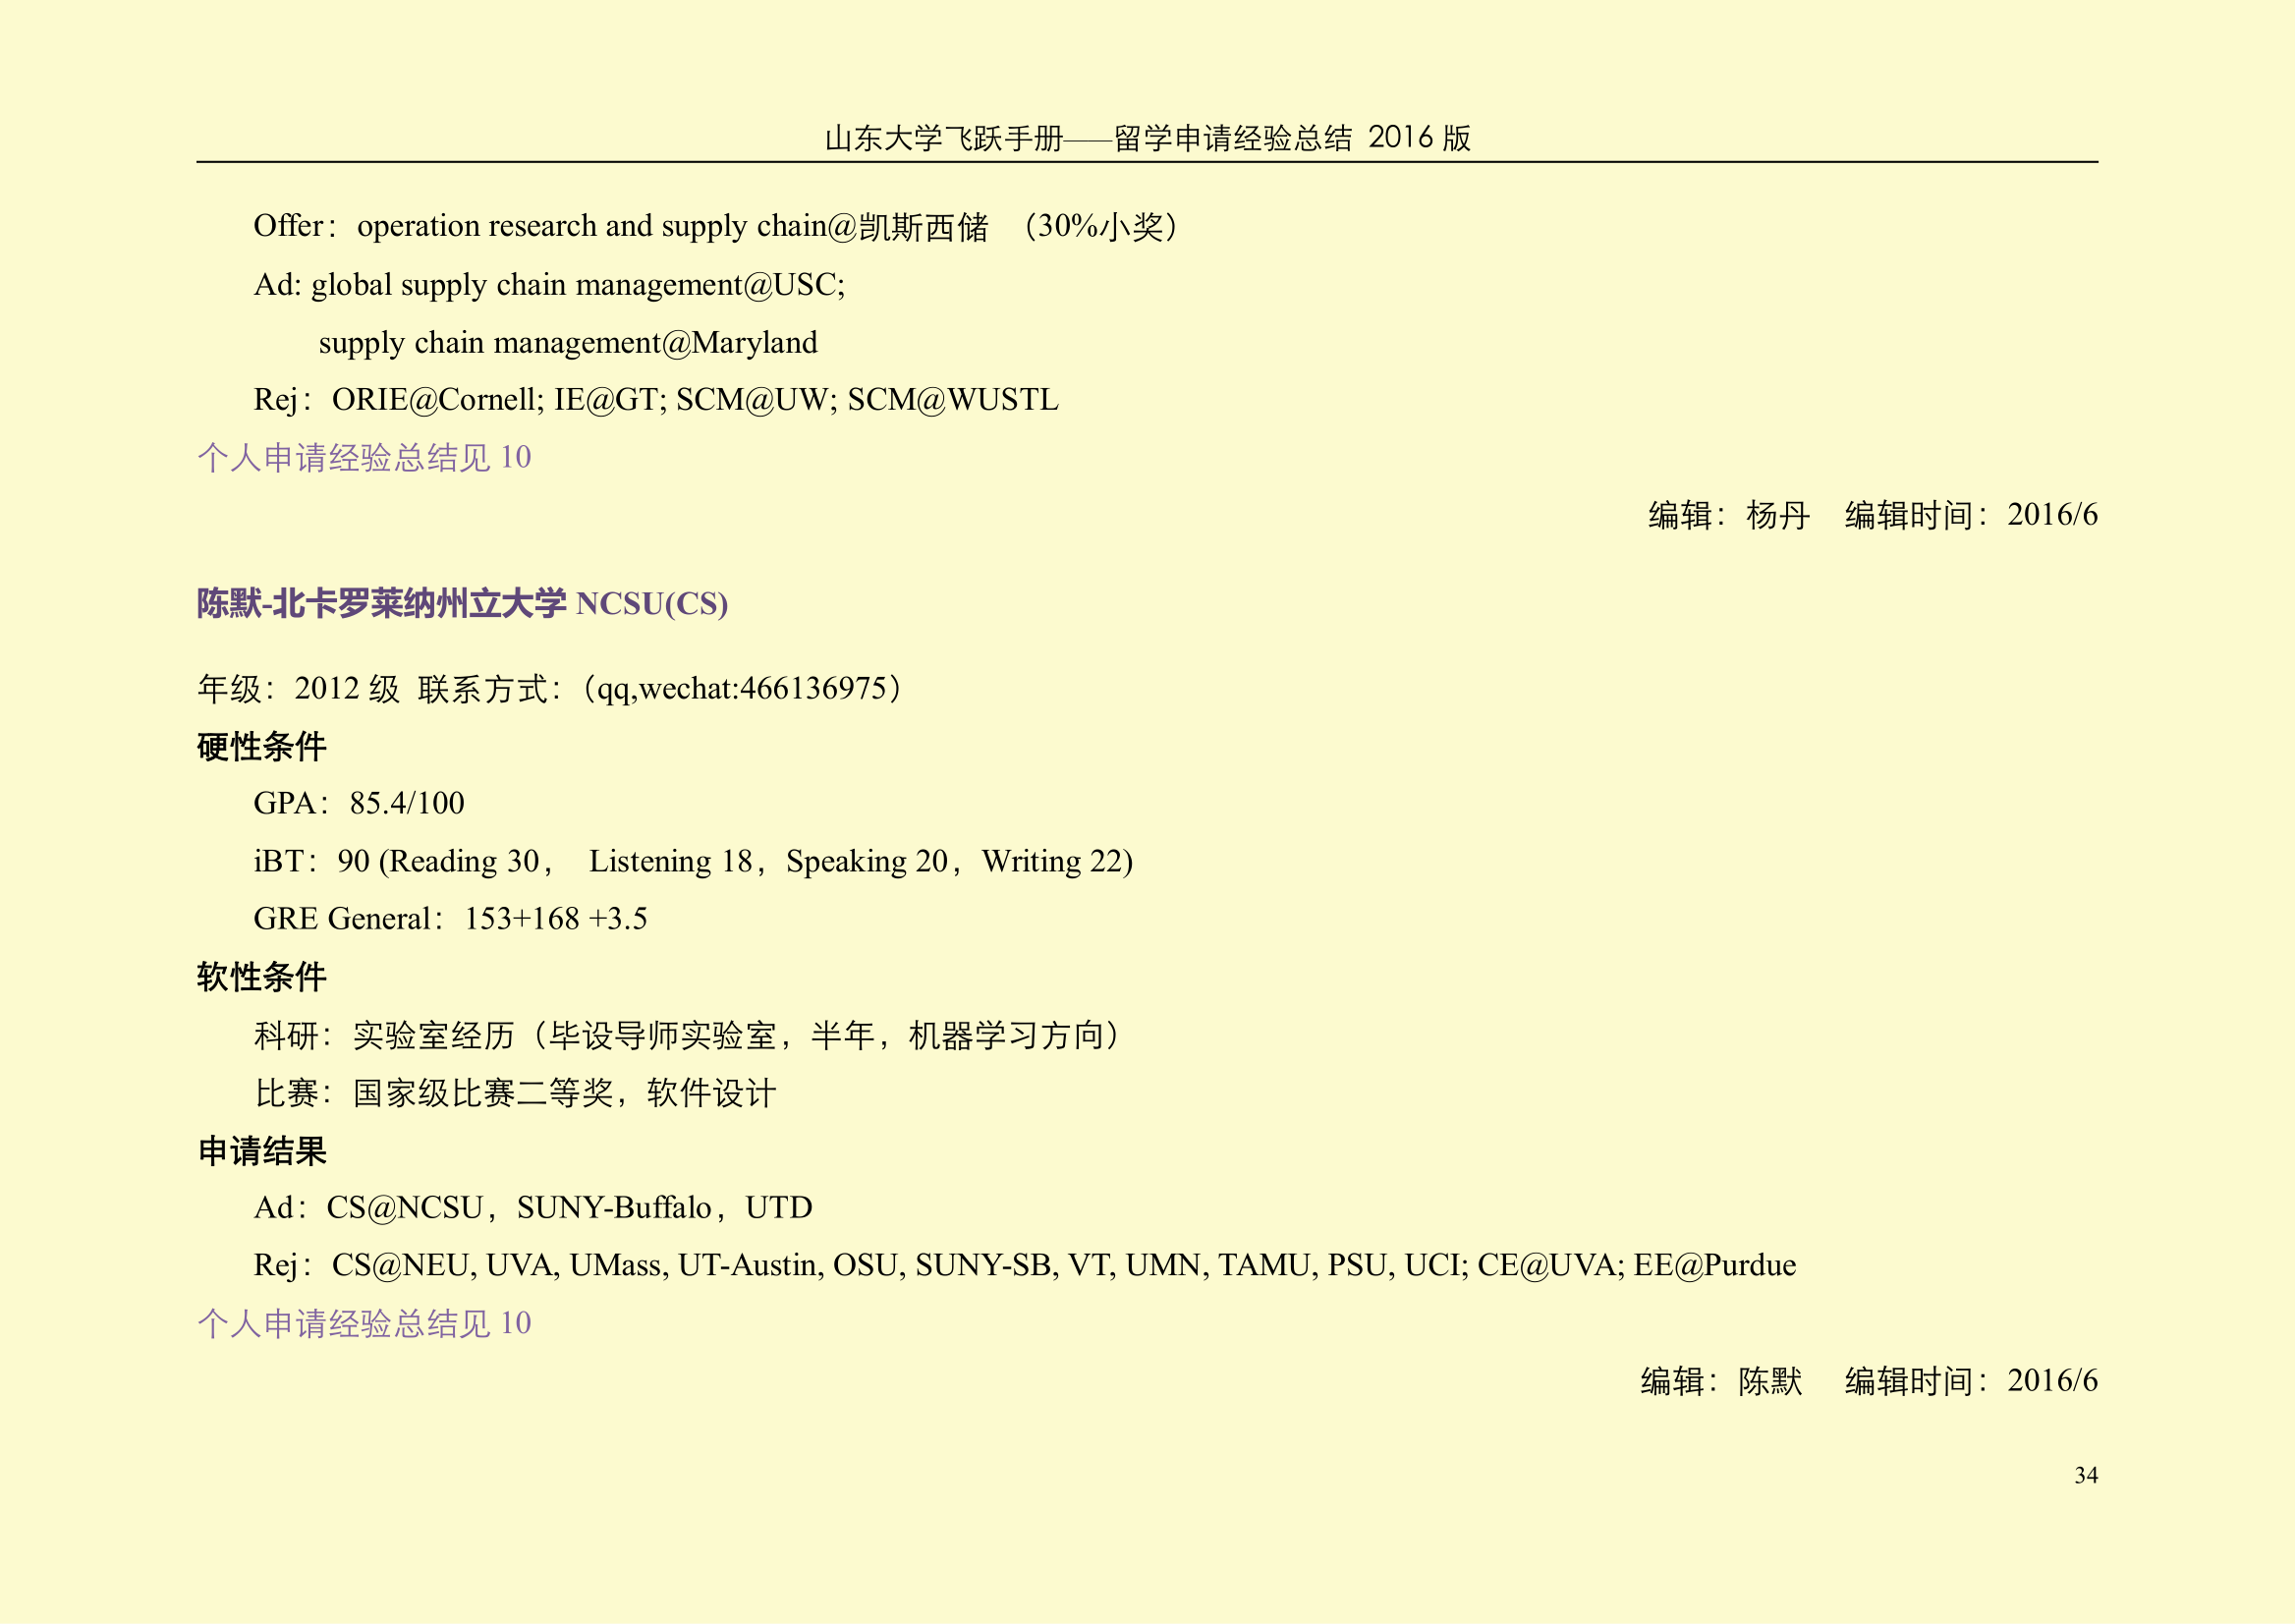 山东大学飞跃手册——留学申请经验总结 2016 版
Offer：operation research and supply chain@凯斯西储 （30%小奖）
Ad: global supply chain management@USC;
supply chain management@Maryland
Rej：ORIE@Cornell; IE@GT; SCM@UW; SCM@WUSTL
个人申请经验总结见 10
编辑：杨丹 编辑时间：2016/6
陈默-北卡罗莱纳州立大学 NCSU(CS)
年级：2012 级 联系方式：（qq,wechat:466136975）
硬性条件
GPA：85.4/100
iBT：90 (Reading 30， Listening 18，Speaking 20，Writing 22)
GRE General：153+168 +3.5
软性条件
科研：实验室经历（毕设导师实验室，半年，机器学习方向）
比赛：国家级比赛二等奖，软件设计
申请结果
Ad：CS@NCSU，SUNY-Buffalo，UTD
Rej：CS@NEU, UVA, UMass, UT-Austin, OSU, SUNY-SB, VT, UMN, TAMU, PSU, UCI; CE@UVA; EE@Purdue
个人申请经验总结见 10
编辑：陈默 编辑时间：2016/6
34